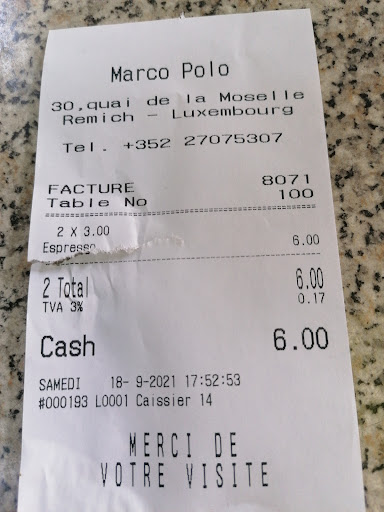 Marco Polo
30,quai de la Moselle
Remich - Luxembourg
Tel. +352 27075307
FACTURE 8071
Table No 100
2 X 3.00
Espresso 6.00
2 Total 6.00
TVA 3% 0.17
Cash 6.00
SAMEDI 18- 9-2021 17:52:53
#000193 L0001 Caissier 14
MERCI DE
VOTRE VISITE